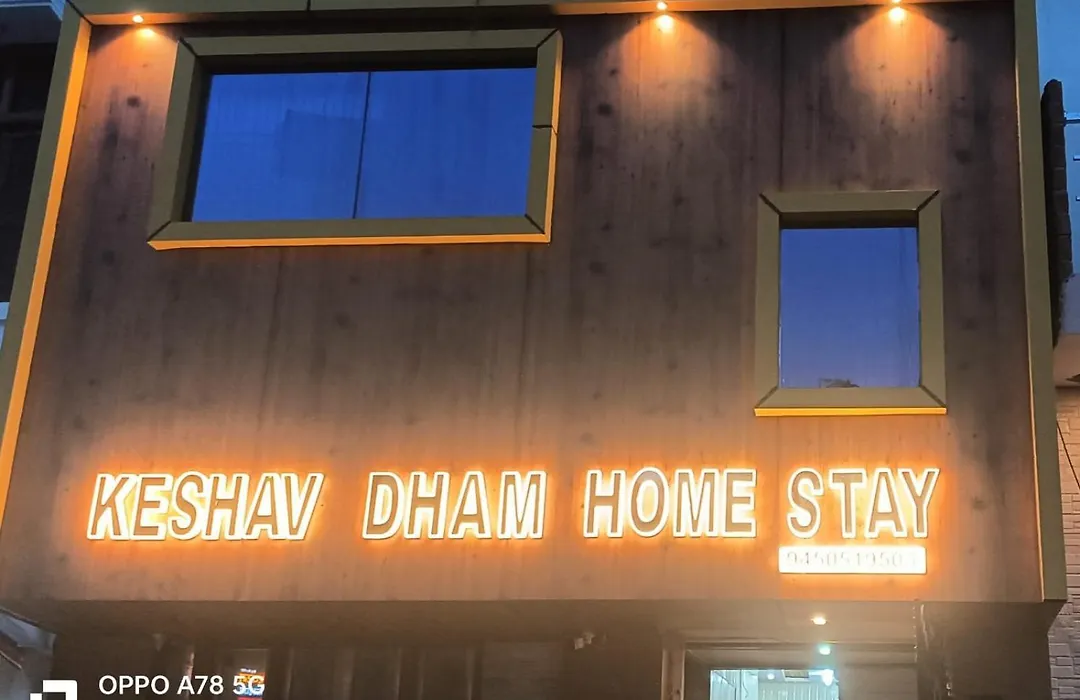 KESHAV DHAM HOME STAY
OPPO A78 5G